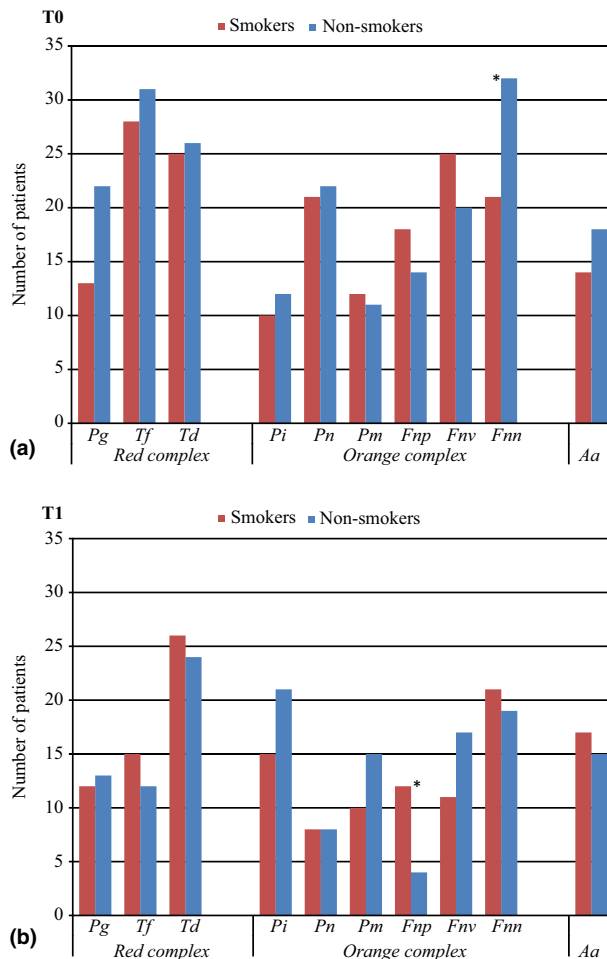 T0
Smokers Non-smokers
35
30
25
20
15
10
5
0
Number of patients
Pg Tf Td Pi Pn Pm Fnp Fnv Fnn Aa
Red complex Orange complex
*
(a)
T1
Smokers Non-smokers
35
30
25
20
15
10
5
0
Number of patients
Pg Tf Td Pi Pn Pm Fnp Fnv Fnn Aa
Red complex Orange complex
*
(b)